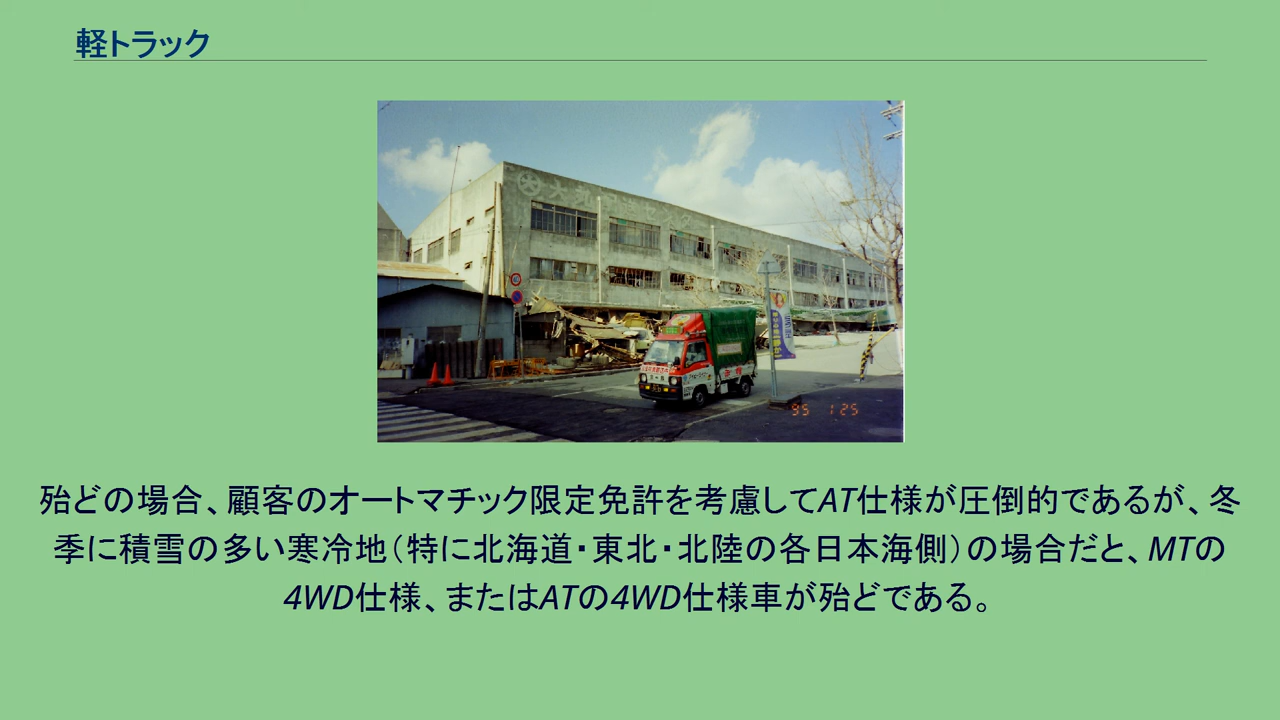 軽トラック
95 1 25
殆どの場合、顧客のオートマチック限定免許を考慮してAT仕様が圧倒的であるが、冬
季に積雪の多い寒冷地（特に北海道・東北・北陸の各日本海側）の場合だと、MTの
4WD仕様、またはATの4WD仕様車が殆どである。